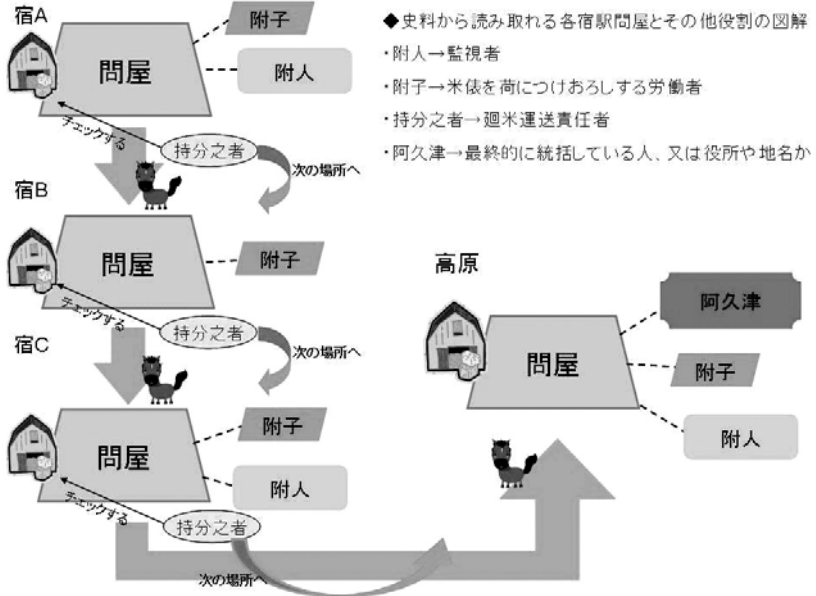 宿A
問屋
附子
附人
チェックする
持分之者
次の場所へ
宿B
問屋
附子
チェックする
持分之者
次の場所へ
宿C
問屋
附子
附人
チェックする
持分之者
次の場所へ
◆史料から読み取れる各宿駅問屋とその他役割の図解
・附人→監視者
・附子→米俵を荷につけおろしする労働者
・持分之者→廻米運送責任者
・阿久津→最終的に統括している人、又は役所や地名か
高原
問屋
阿久津
附子
附人